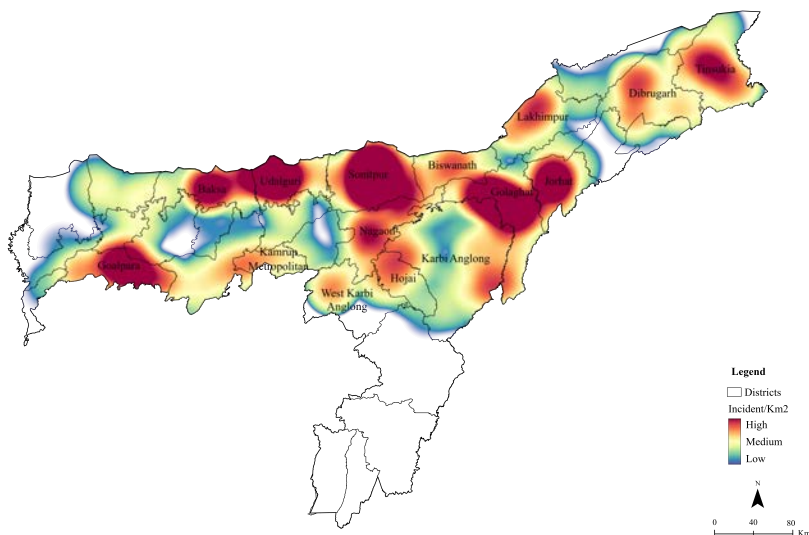 Tinsukia
Dibrugarh
Lakhimpur
Biswanath
Sonitpur
Udalguri
Baksa
Jorhat
Golaghat
Nagaon
Kamrup
Metropolitan
Karbi Anglong
Goalpara
Hojai
West Karbi
Anglong
Legend
Districts
Incident/Km2
High
Medium
Low
N
0 40 80
Km